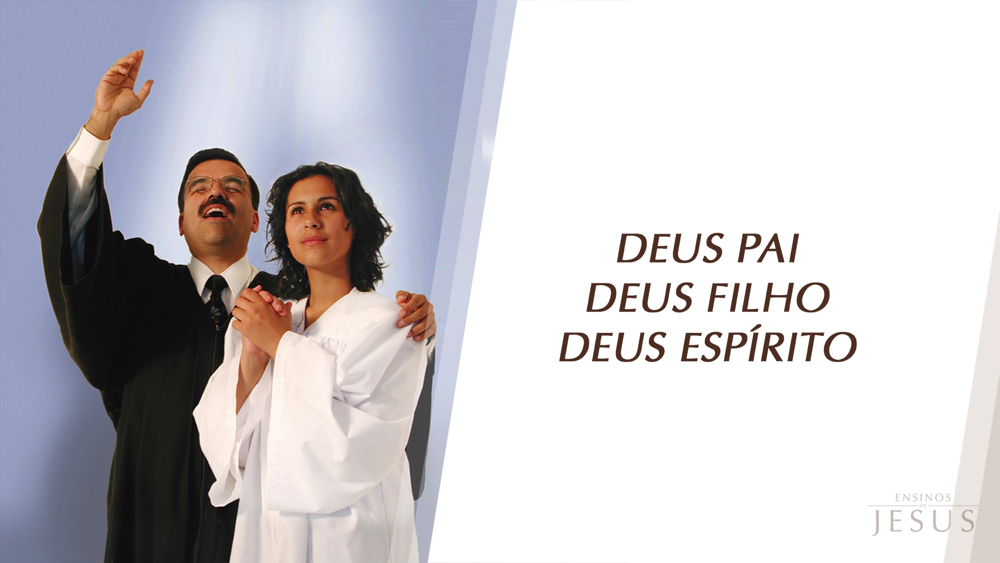 DEUS PAI
DEUS FILHO
DEUS ESPÍRITO
ENSINOS
DE
JESUS